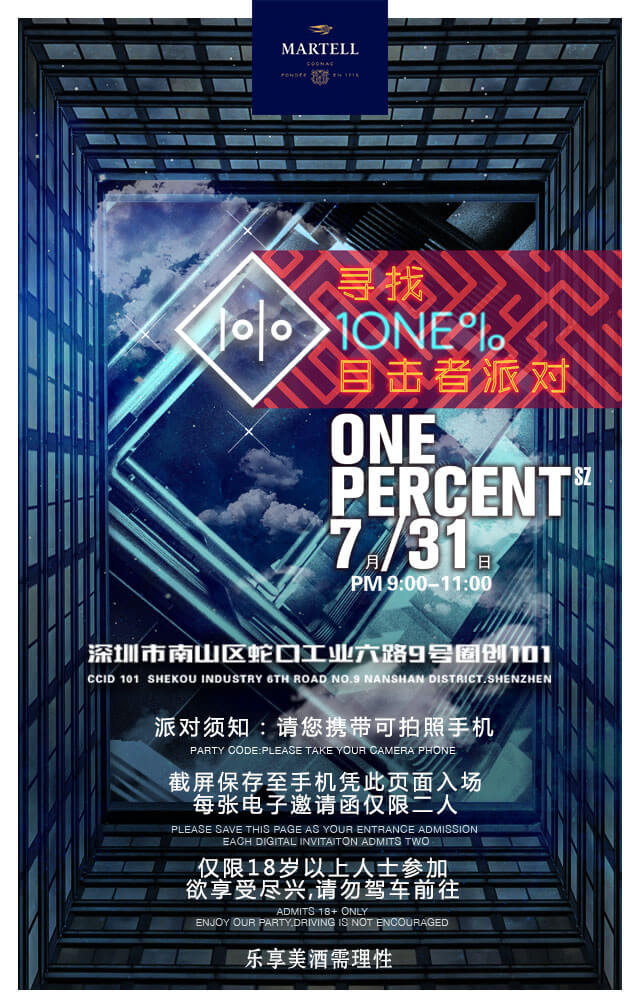 MARTELL
COGNAC
FONDÉE EN 1715
寻找
1ONE%
目击者派对
1%
ONE
PERCENT SZ
7月/31日
PM 9:00-11:00
深圳市南山区蛇口工业六路9号圈创101
CCID 101 SHEKOU INDUSTRY 6TH ROAD NO.9 NANSHAN DISTRICT.SHENZHEN
派对须知：请您携带可拍照手机
PARTY CODE:PLEASE TAKE YOUR CAMERA PHONE
截屏保存至手机凭此页面入场
每张电子邀请函仅限二人
PLEASE SAVE THIS PAGE AS YOUR ENTRANCE ADMISSION
EACH DIGITAL INVITAITON ADMITS TWO
仅限18岁以上人士参加
欲享受尽兴,请勿驾车前往
ADMITS 18+ ONLY
ENJOY OUR PARTY,DRIVING IS NOT ENCOURAGED
乐享美酒需理性